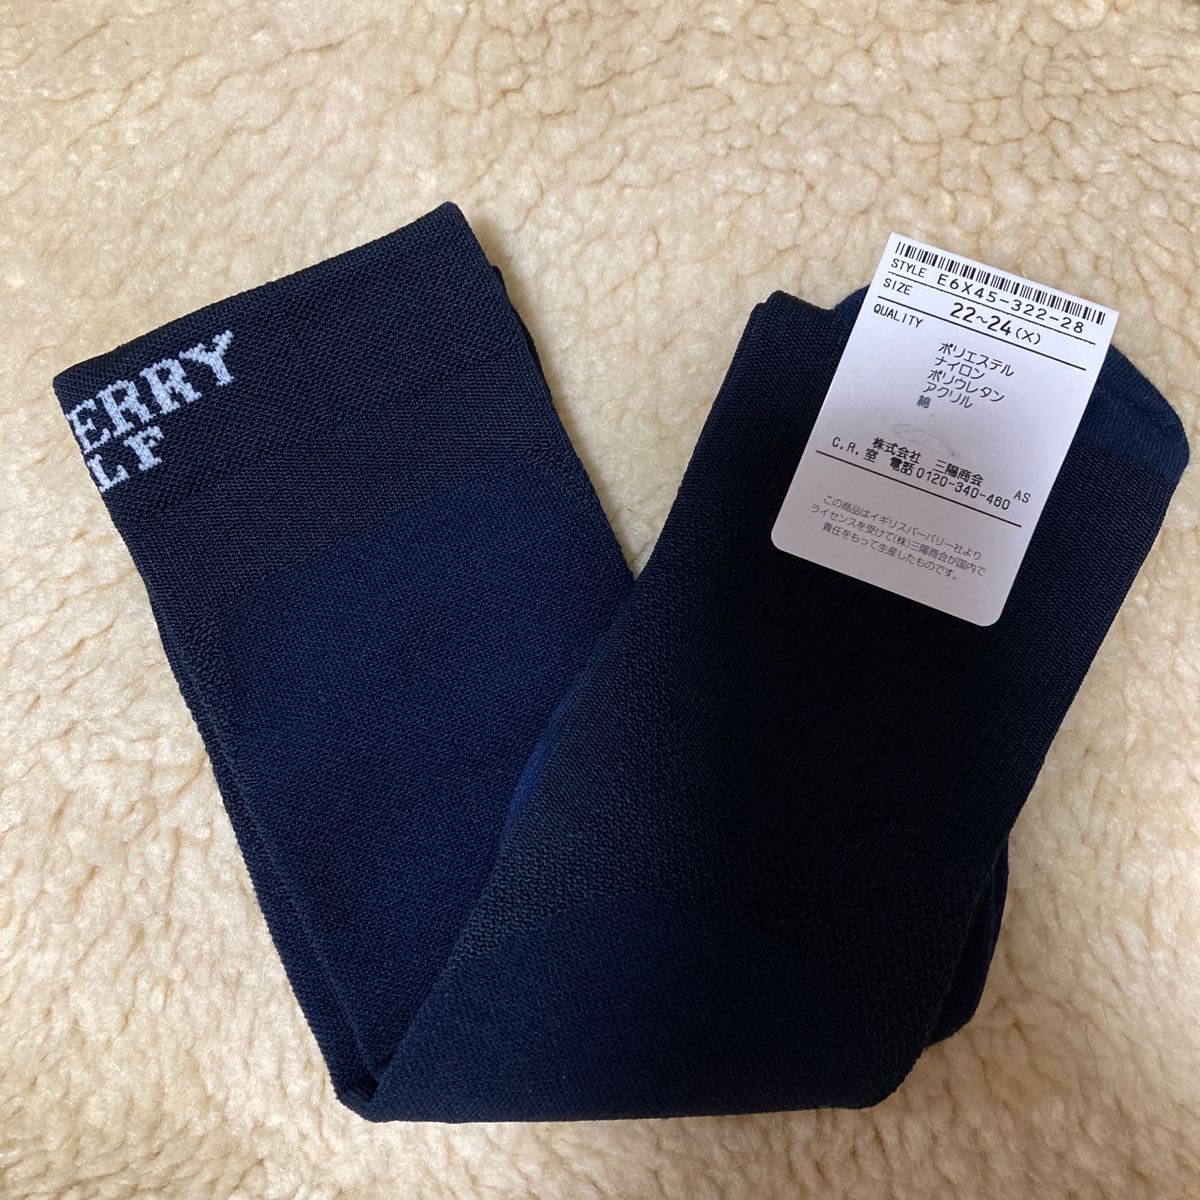 ERRY
LF
STYLE E6X45-322-28
SIZE 22~24(X)
QUALITY
ポリエステル
ナイロン
ポリウレタン
アクリル
綿
株式会社 三陽商会 AS
C.R.室 電話0120-340-460
この商品はイギリスバーバリー社より
ライセンスを受けて(株)三陽商会が国内で
責任をもって生産したものです。